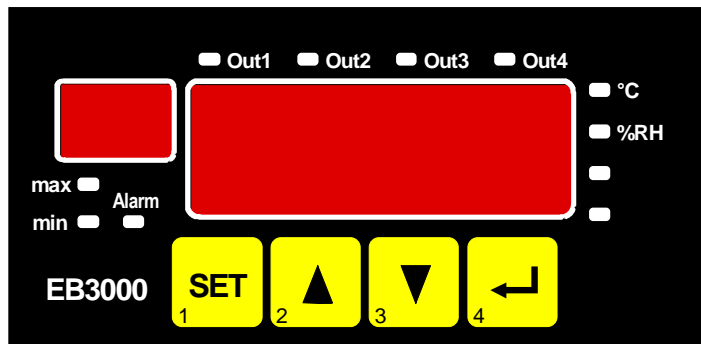 Out1 Out2 Out3 Out4
°C
%RH
max
Alarm
min
EB3000
SET
1 2 3 4